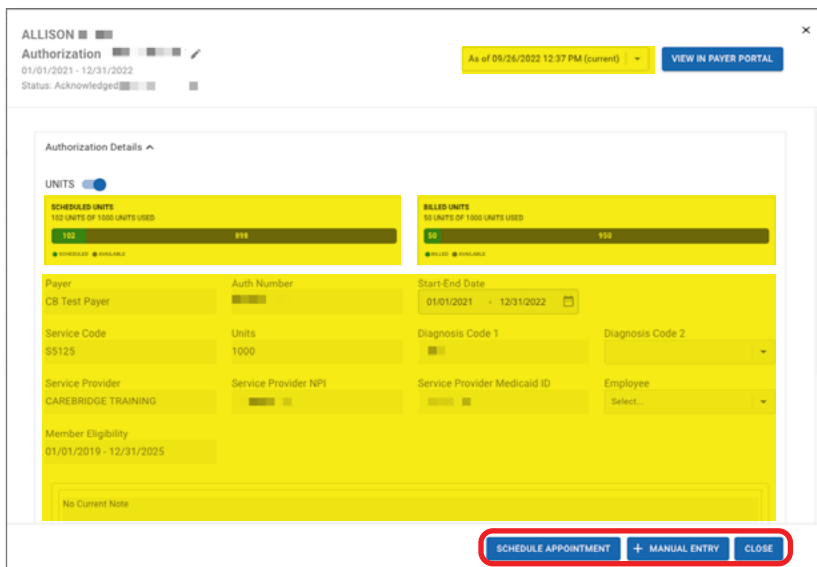 ALLISON
Authorization
01/01/2021 - 12/31/2022
Status: Acknowledged
As of 09/26/2022 12:37 PM (current)
VIEW IN PAYER PORTAL
×
Authorization Details
UNITS
SCHEDULED UNITS
102 UNITS OF 1000 UNITS USED
102 898
SCHEDULED AVAILABLE
BILLED UNITS
50 UNITS OF 1000 UNITS USED
50 950
BILLED AVAILABLE
Payer Auth Number Start-End Date
CB Test Payer 01/01/2021 - 12/31/2022
Service Code Units Diagnosis Code 1 Diagnosis Code 2
S5125 1000
Service Provider Service Provider NPI Service Provider Medicaid ID Employee
CAREBRIDGE TRAINING Select...
Member Eligibility
01/01/2019 - 12/31/2025
No Current Note
SCHEDULE APPOINTMENT + MANUAL ENTRY CLOSE